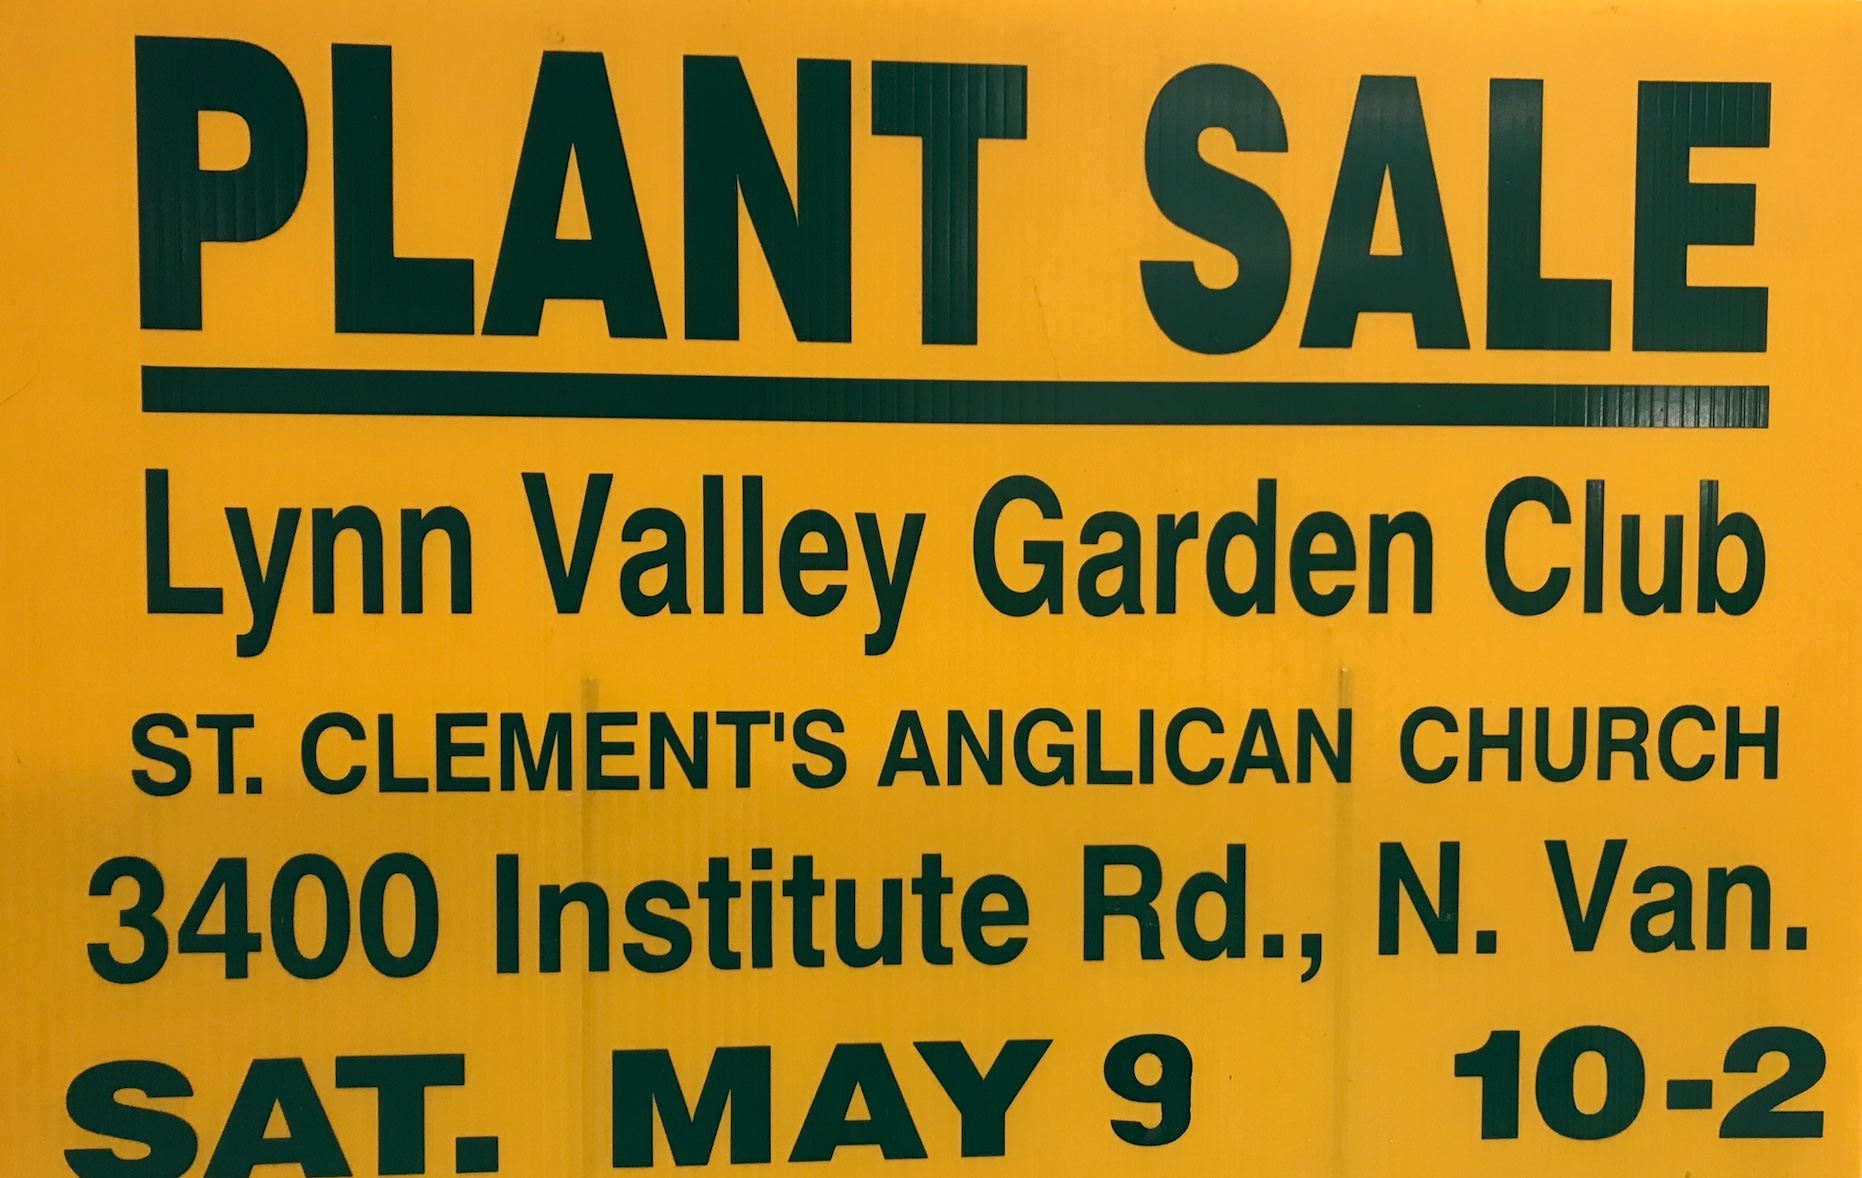 PLANT SALE
Lynn Valley Garden Club
ST. CLEMENT'S ANGLICAN CHURCH
3400 Institute Rd., N. Van.
SAT. MAY 9 10-2